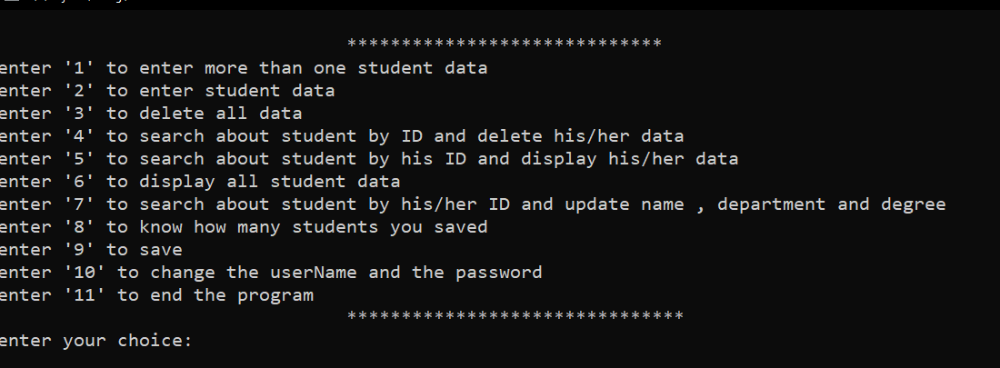 *****************************
enter '1' to enter more than one student data
enter '2' to enter student data
enter '3' to delete all data
enter '4' to search about student by ID and delete his/her data
enter '5' to search about student by his ID and display his/her data
enter '6' to display all student data
enter '7' to search about student by his/her ID and update name , department and degree
enter '8' to know how many students you saved
enter '9' to save
enter '10' to change the userName and the password
enter '11' to end the program
*******************************
enter your choice: